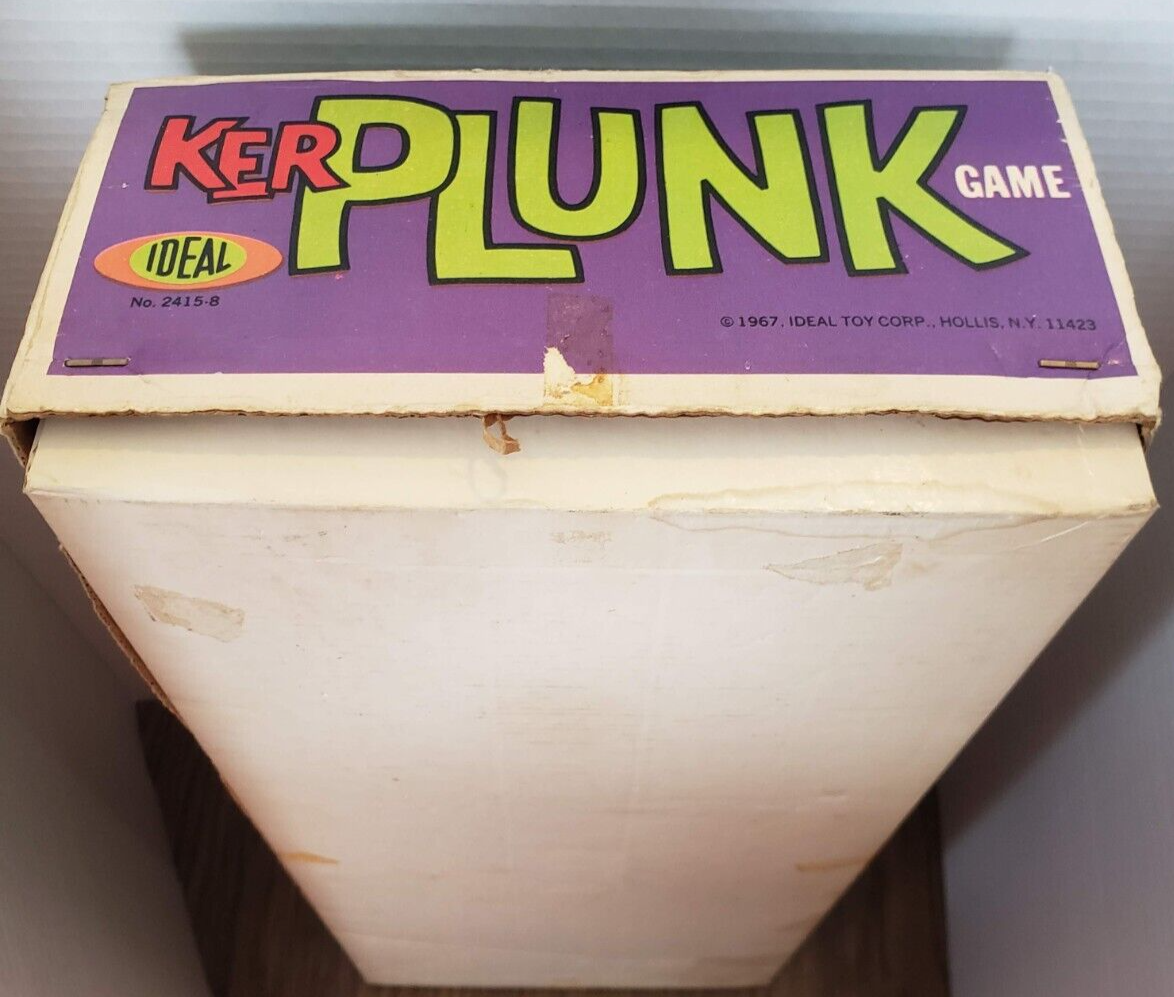 KERPLUNK GAME
IDEAL
No. 2415-8
© 1967, IDEAL TOY CORP., HOLLIS, N.Y. 11423